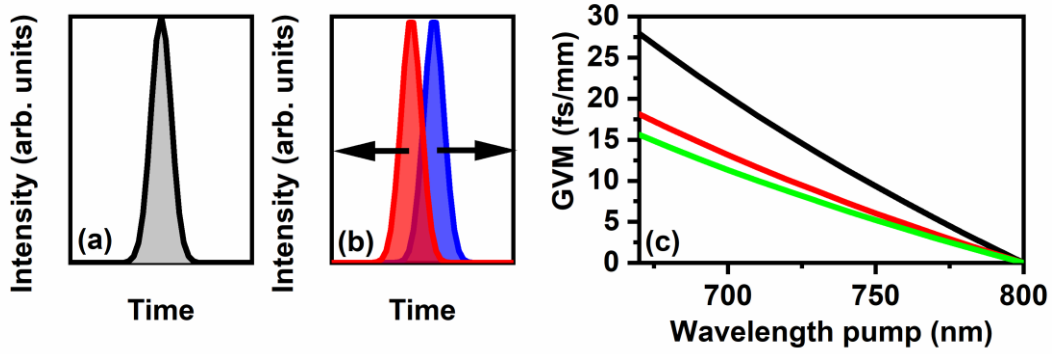 Intensity (arb. units)
(a)
Time
Intensity (arb. units)
(b)
Time
GVM (fs/mm)
30
25
20
15
10
5
0
(c)
700
750
800
Wavelength pump (nm)